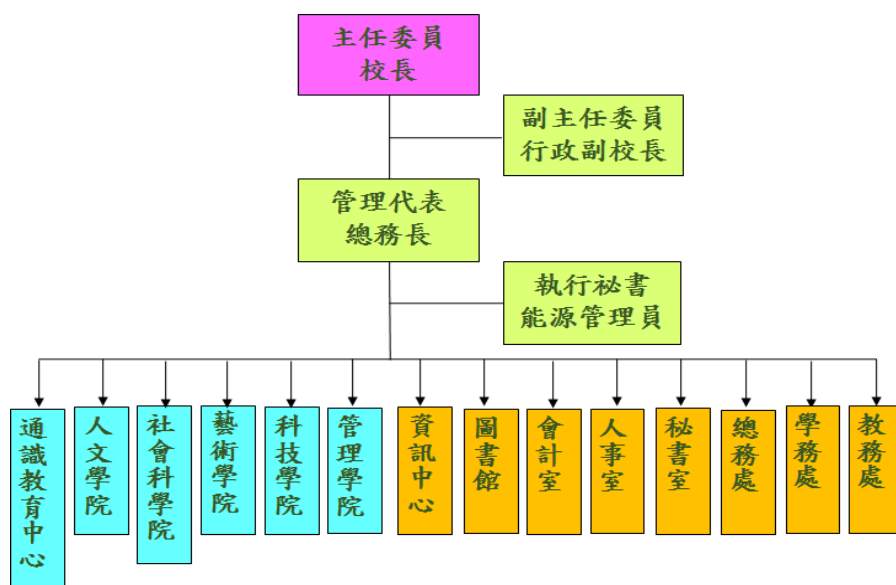 主任委員
校長
副主任委員
行政副校長
管理代表
總務長
執行祕書
能源管理員
通識教育中心
人文學院
社會科學院
藝術學院
科技學院
管理學院
資訊中心
圖書館
會計室
人事室
秘書室
總務處
學務處
教務處